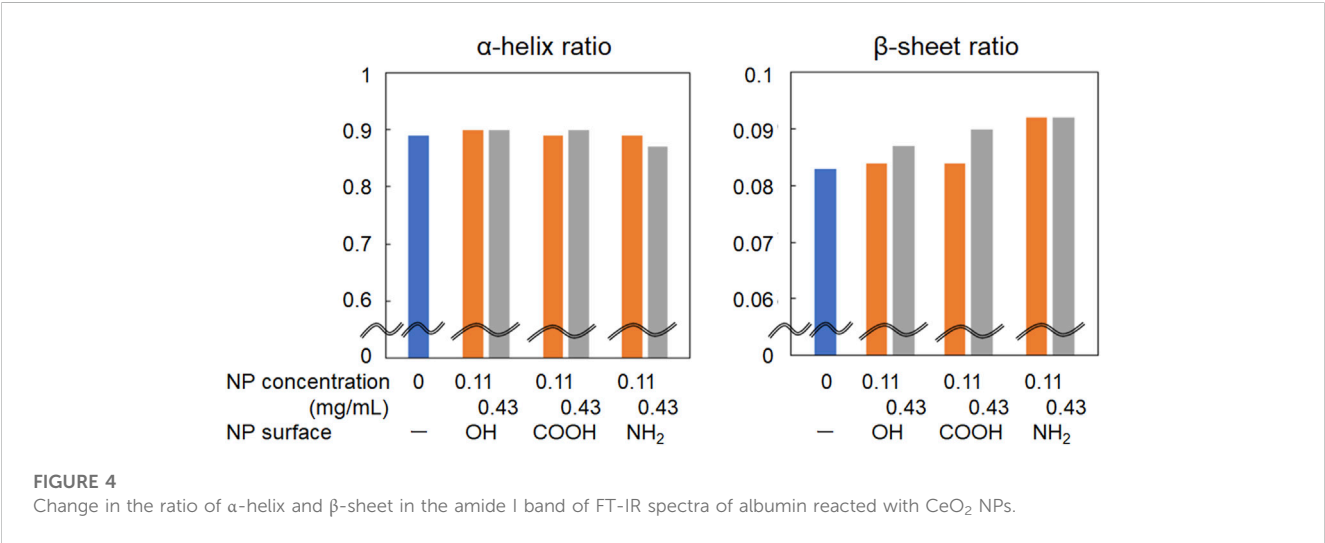 α-helix ratio
1
0.9
0.8
0.7
0.6
0
β-sheet ratio
0.1
0.09
0.08
0.07
0.06
0
NP concentration 0 0.11 0.11 0.11 0 0.11 0.11 0.11
(mg/mL) 0.43 0.43 0.43 0.43 0.43 0.43
NP surface — OH COOH NH₂ — OH COOH NH₂
FIGURE 4
Change in the ratio of α-helix and β-sheet in the amide I band of FT-IR spectra of albumin reacted with CeO₂ NPs.